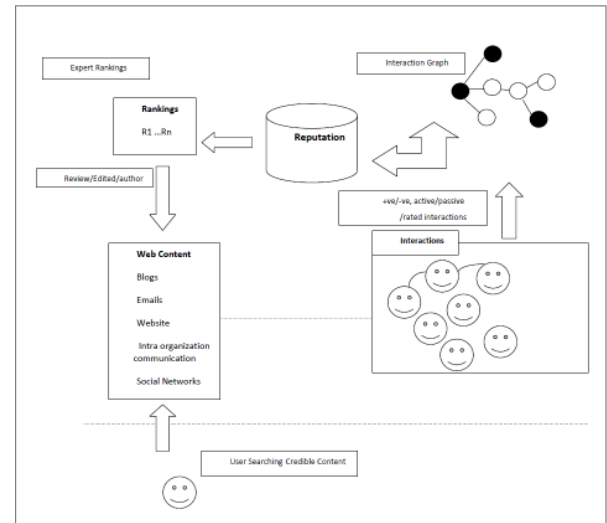 Expert Rankings
Interaction Graph
Rankings
R1 ...Rn
Reputation
Review/Edited/author
+ve/-ve, active/passive
/rated interactions
Interactions
Web Content
Blogs
Emails
Website
Intra organization
communication
Social Networks
User Searching Credible Content